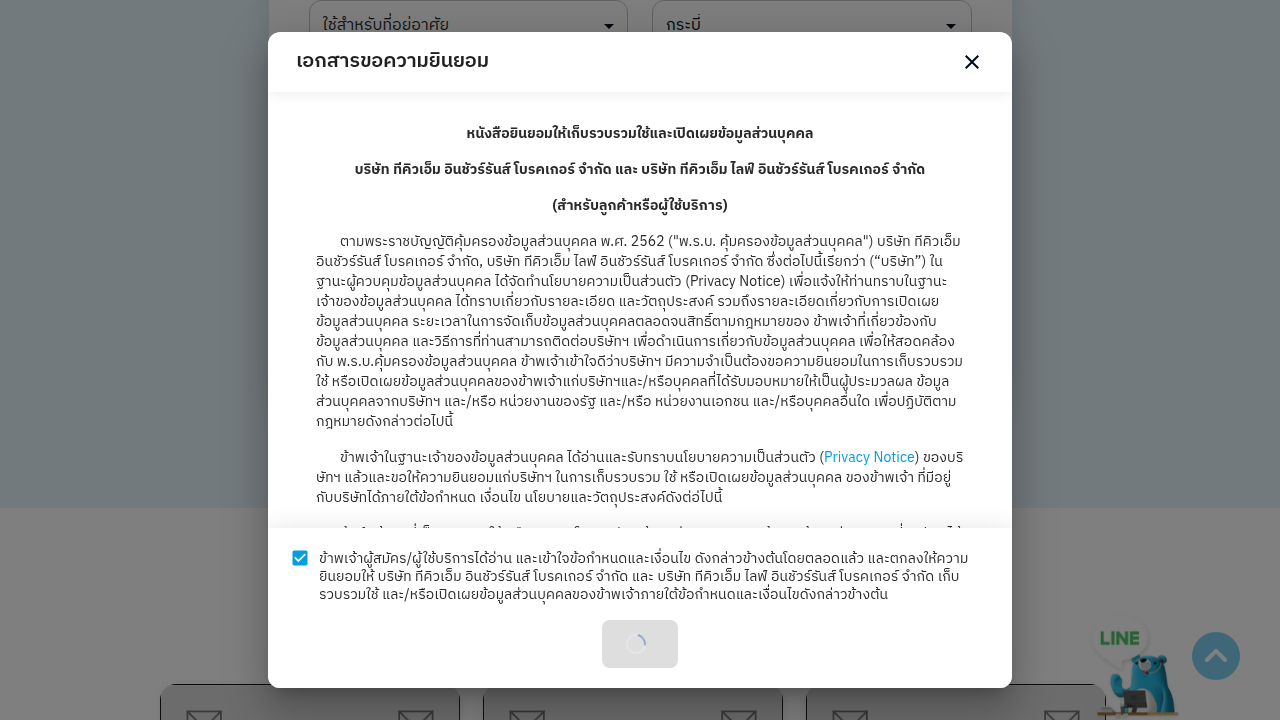 ใช้สำหรับที่อยู่อาศัย
กระบี่
เอกสารขอความยินยอม
หนังสือยินยอมให้เก็บรวบรวมใช้และเปิดเผยข้อมูลส่วนบุคคล
บริษัท ทีคิวเอ็ม อินชัวร์รันส์ โบรคเกอร์ จำกัด และ บริษัท ทีคิวเอ็ม ไลฟ์ อินชัวร์รันส์ โบรคเกอร์ จำกัด
(สำหรับลูกค้าหรือผู้ใช้บริการ)
ตามพระราชบัญญัติคุ้มครองข้อมูลส่วนบุคคล พ.ศ. 2562 ("พ.ร.บ. คุ้มครองข้อมูลส่วนบุคคล") บริษัท ทีคิวเอ็ม
อินชัวร์รันส์ โบรคเกอร์ จำกัด, บริษัท ทีคิวเอ็ม ไลฟ์ อินชัวร์รันส์ โบรคเกอร์ จำกัด ซึ่งต่อไปนี้เรียกว่า (“บริษัท”) ใน
ฐานะผู้ควบคุมข้อมูลส่วนบุคคล ได้จัดทำนโยบายความเป็นส่วนตัว (Privacy Notice) เพื่อแจ้งให้ท่านทราบในฐานะ
เจ้าของข้อมูลส่วนบุคคล ได้ทราบเกี่ยวกับรายละเอียด และวัตถุประสงค์ รวมถึงรายละเอียดเกี่ยวกับการเปิดเผย
ข้อมูลส่วนบุคคล ระยะเวลาในการจัดเก็บข้อมูลส่วนบุคคลตลอดจนสิทธิ์ตามกฎหมายของ ข้าพเจ้าที่เกี่ยวข้องกับ
ข้อมูลส่วนบุคคล และวิธีการที่ท่านสามารถติดต่อบริษัทฯ เพื่อดำเนินการเกี่ยวกับข้อมูลส่วนบุคคล เพื่อให้สอดคล้อง
กับ พ.ร.บ.คุ้มครองข้อมูลส่วนบุคคล ข้าพเจ้าเข้าใจดีว่าบริษัทฯ มีความจำเป็นต้องขอความยินยอมในการเก็บรวบรวม
ใช้ หรือเปิดเผยข้อมูลส่วนบุคคลของข้าพเจ้าแก่บริษัทฯและ/หรือบุคคลที่ได้รับมอบหมายให้เป็นผู้ประมวลผล ข้อมูล
ส่วนบุคคลจากบริษัทฯ และ/หรือ หน่วยงานของรัฐ และ/หรือ หน่วยงานเอกชน และ/หรือบุคคลอื่นใด เพื่อปฏิบัติตาม
กฎหมายดังกล่าวต่อไปนี้
ข้าพเจ้าในฐานะเจ้าของข้อมูลส่วนบุคคล ได้อ่านและรับทราบนโยบายความเป็นส่วนตัว (Privacy Notice) ของบริ
ษัทฯ แล้วและขอให้ความยินยอมแก่บริษัทฯ ในการเก็บรวบรวม ใช้ หรือเปิดเผยข้อมูลส่วนบุคคล ของข้าพเจ้า ที่มีอยู่
กับบริษัทได้ภายใต้ข้อกำหนด เงื่อนไข นโยบายและวัตถุประสงค์ดังต่อไปนี้
ข้าพเจ้าผู้สมัคร/ผู้ใช้บริการได้อ่าน และเข้าใจข้อกำหนดและเงื่อนไข ดังกล่าวข้างต้นโดยตลอดแล้ว และตกลงให้ความ
ยินยอมให้ บริษัท ทีคิวเอ็ม อินชัวร์รันส์ โบรคเกอร์ จำกัด และ บริษัท ทีคิวเอ็ม ไลฟ์ อินชัวร์รันส์ โบรคเกอร์ จำกัด เก็บ
รวบรวมใช้ และ/หรือเปิดเผยข้อมูลส่วนบุคคลของข้าพเจ้าภายใต้ข้อกำหนดและเงื่อนไขดังกล่าวข้างต้น
LINE